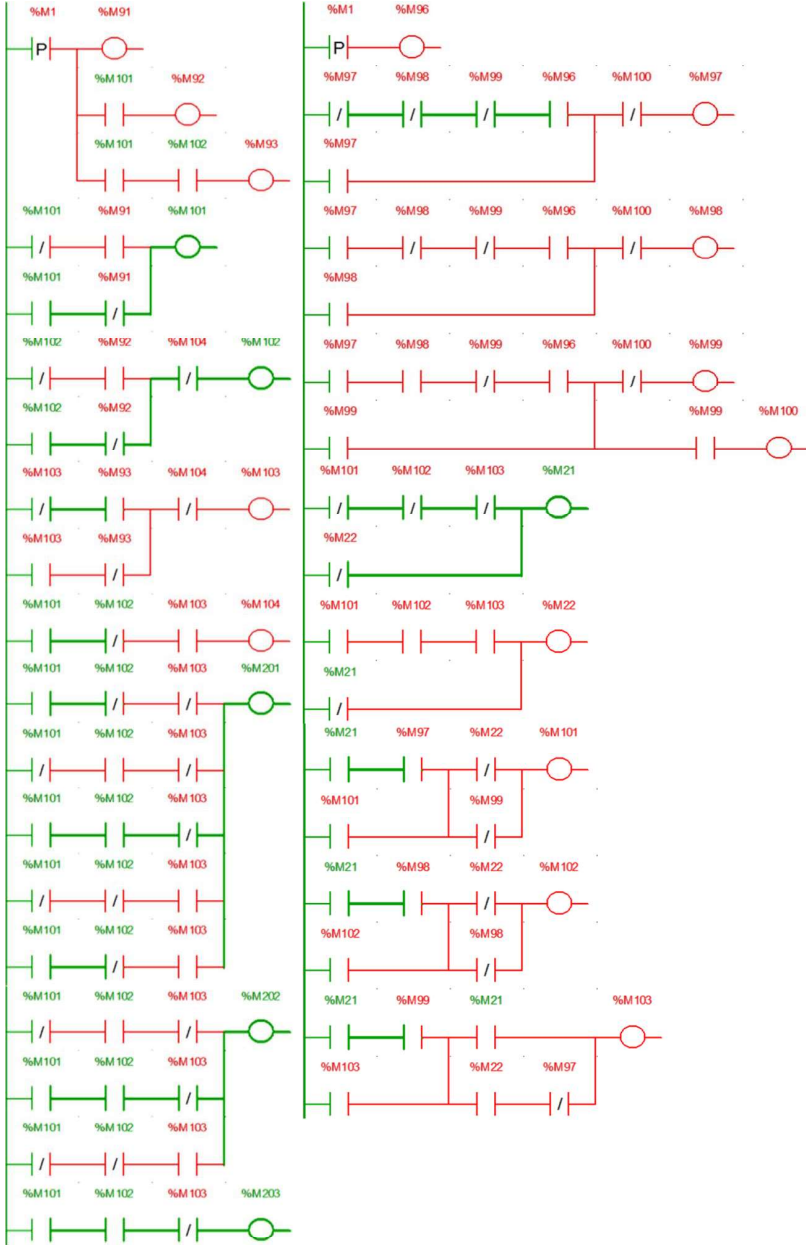 %M1 %M91
P
%M101 %M92
%M101 %M102 %M93
%M101 %M91 %M101
/
%M101 %M91
/
%M102 %M92 %M104 %M102
/ /
%M102 %M92
/
%M103 %M93 %M104 %M103
/ /
%M103 %M93
/
%M101 %M102 %M103 %M104
/
%M101 %M102 %M103 %M201
/ /
%M101 %M102 %M103
/ /
%M101 %M102 %M103
/
%M101 %M102 %M103
/ /
%M101 %M102 %M103
/
%M101 %M102 %M103 %M202
/ /
%M101 %M102 %M103
/
%M101 %M102 %M103
/ /
%M101 %M102 %M103 %M203
/
%M1 %M96
P
%M97 %M98 %M99 %M96 %M100 %M97
/ / / /
%M97
%M97 %M98 %M99 %M96 %M100 %M98
/ / /
%M98
%M97 %M98 %M99 %M96 %M100 %M99
/ /
%M99 %M99 %M100
%M101 %M102 %M103 %M21
/ / /
%M22
/
%M101 %M102 %M103 %M22
%M21
/
%M21 %M97 %M22 %M101
/
%M101 %M99
/
%M21 %M98 %M22 %M102
/
%M102 %M98
/
%M21 %M99 %M21 %M103
%M103 %M22 %M97
/